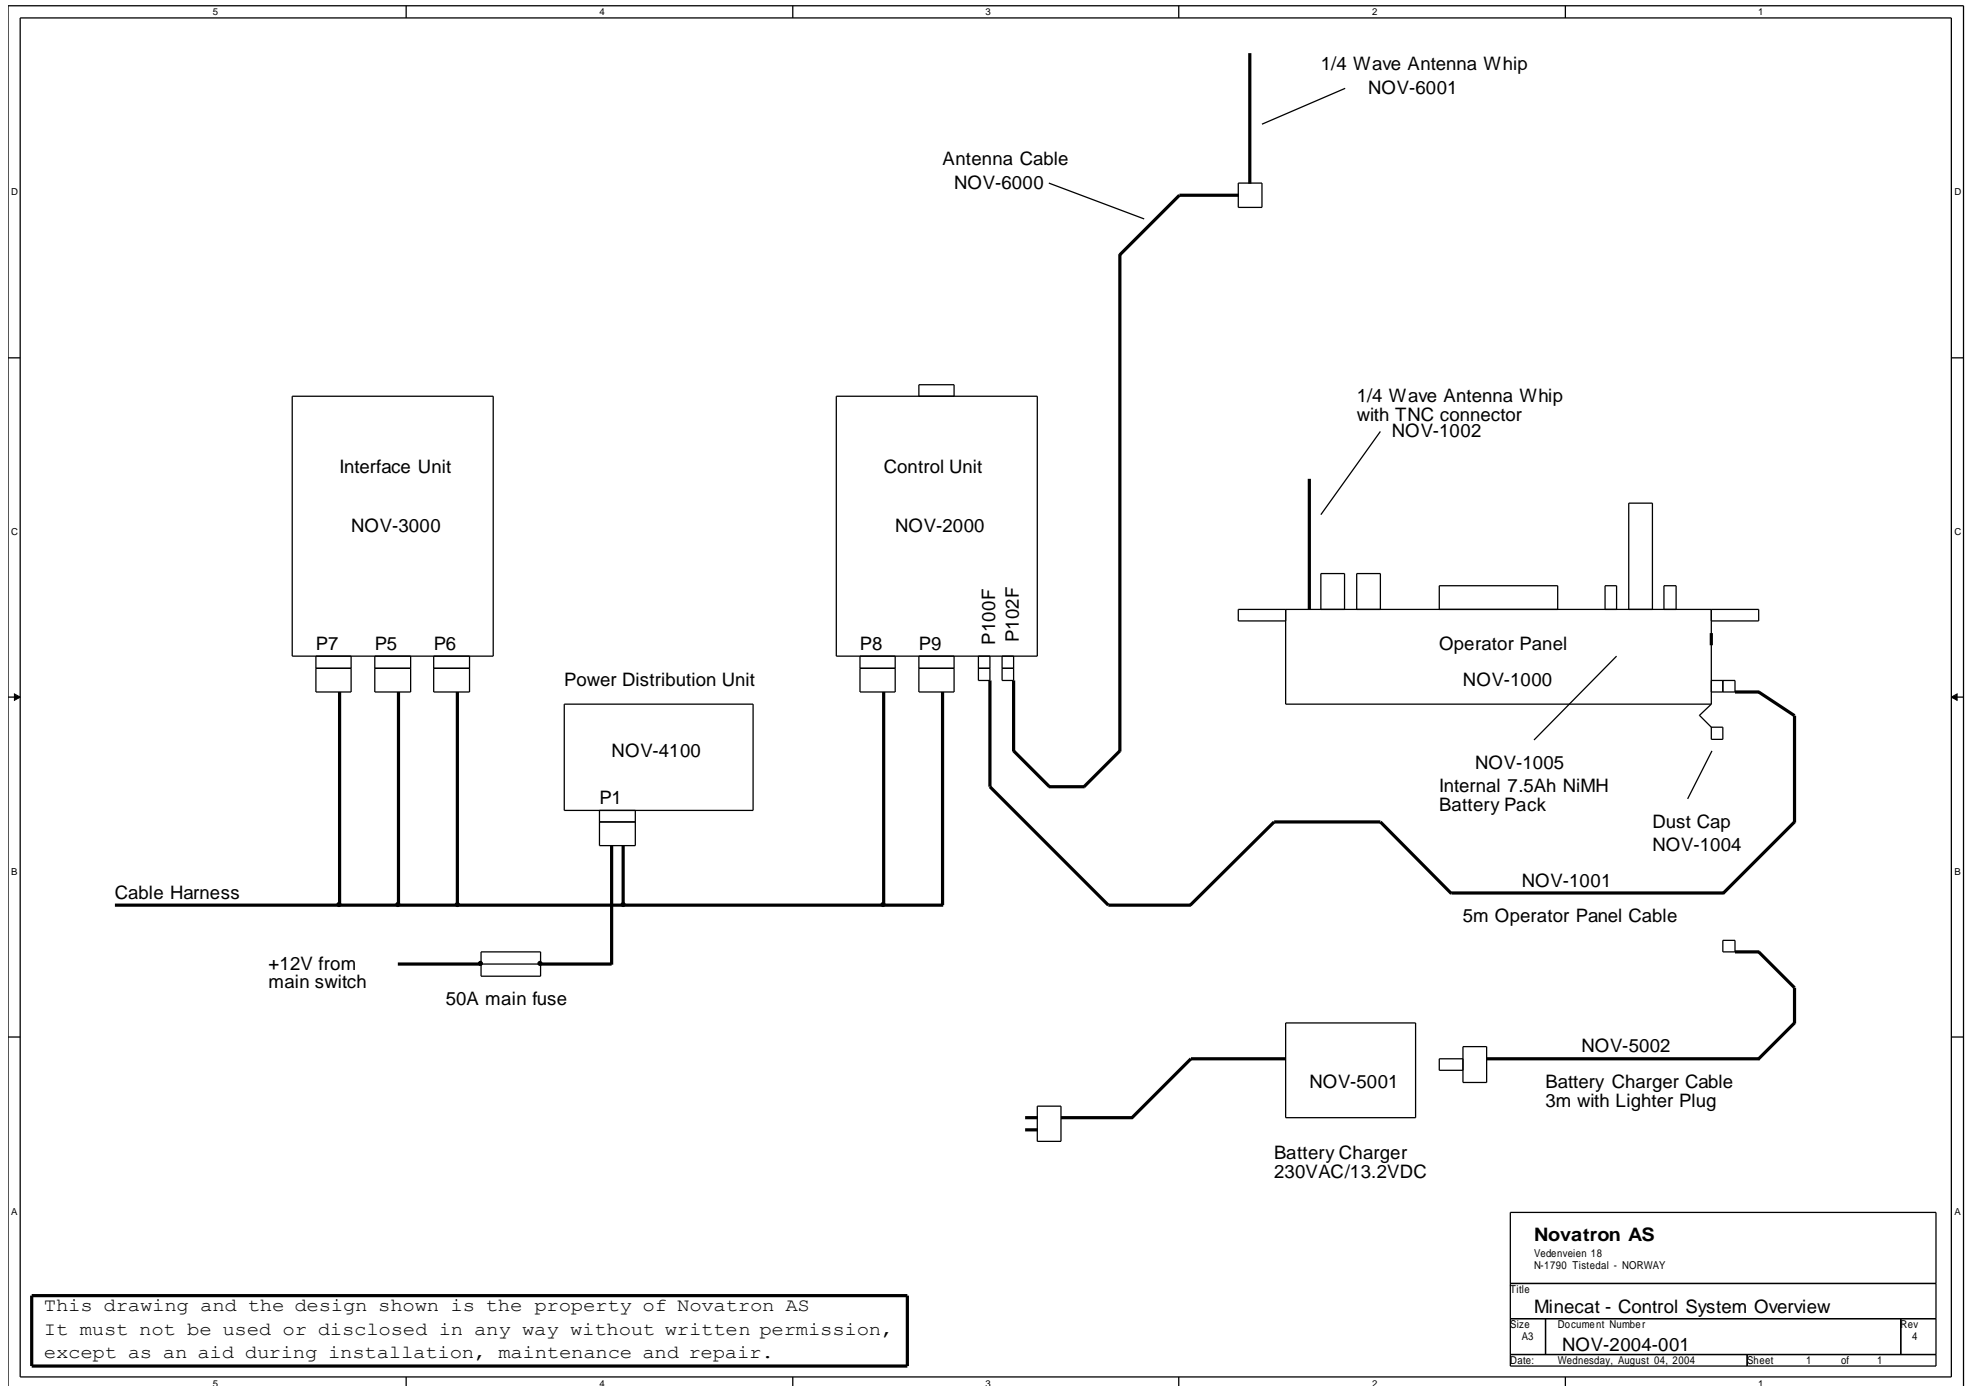 5 4 3 2 1
1/4 Wave Antenna Whip
NOV-6001
Antenna Cable
NOV-6000
D D
1/4 Wave Antenna Whip
with TNC connector
NOV-1002
Interface Unit
NOV-3000
P7 P5 P6
Control Unit
NOV-2000
P8 P9 P100F P102F
C C
Power Distribution Unit
NOV-4100
P1
Operator Panel
NOV-1000
NOV-1005
Internal 7.5Ah NiMH
Battery Pack
Dust Cap
NOV-1004
B B
Cable Harness
NOV-1001
5m Operator Panel Cable
+12V from
main switch
50A main fuse
NOV-5001
Battery Charger
230VAC/13.2VDC
NOV-5002
Battery Charger Cable
3m with Lighter Plug
A A
Novatron AS
Vedenveien 18
N-1790 Tistedal - NORWAY
Title
Minecat - Control System Overview
Size Document Number Rev
A3 NOV-2004-001 4
Date: Wednesday, August 04, 2004 Sheet 1 of 1
This drawing and the design shown is the property of Novatron AS
It must not be used or disclosed in any way without written permission,
except as an aid during installation, maintenance and repair.
5 4 3 2 1